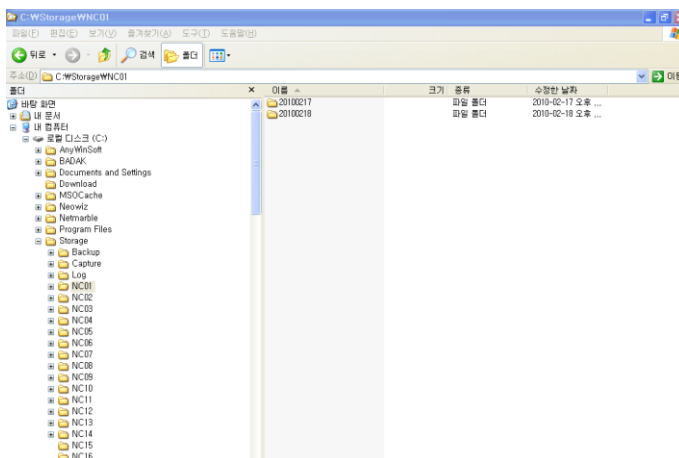 C:₩Storage₩NC01
파일(F) 편집(E) 보기(V) 즐겨찾기(A) 도구(T) 도움말(H)
뒤로 검색 폴더
주소(D) C:₩Storage₩NC01
폴더 × 이름 크기 종류 수정한 날짜
바탕 화면 20100217 파일 폴더 2010-02-17 오후 ...
내 문서 20100218 파일 폴더 2010-02-18 오후 ...
내 컴퓨터
로컬 디스크 (C:)
AnyWinSoft
BADAK
Documents and Settings
Download
MSOCache
Neowiz
Netmarble
Program Files
Storage
Backup
Capture
Log
NC01
NC02
NC03
NC04
NC05
NC06
NC07
NC08
NC09
NC10
NC11
NC12
NC13
NC14
NC15
NC16